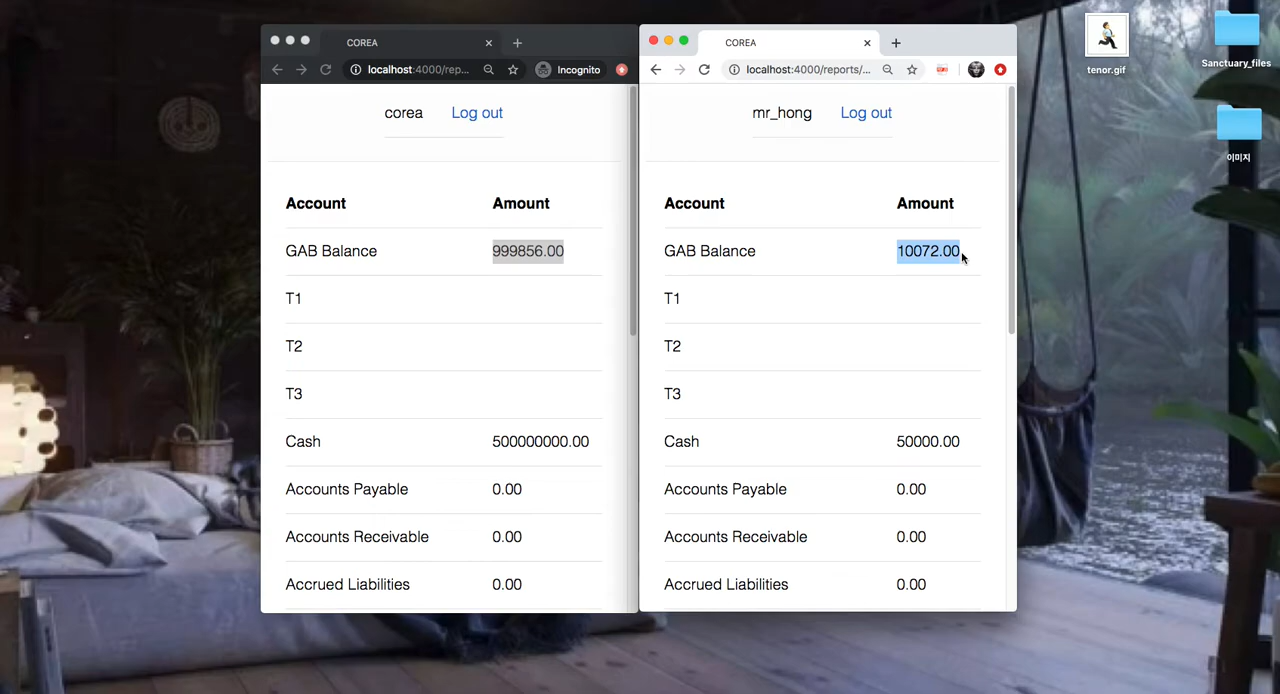 COREA
localhost:4000/rep...
Incognito
corea Log out
Account Amount
GAB Balance 999856.00
T1
T2
T3
Cash 500000000.00
Accounts Payable 0.00
Accounts Receivable 0.00
Accrued Liabilities 0.00
COREA
localhost:4000/reports/...
mr_hong Log out
Account Amount
GAB Balance 10072.00
T1
T2
T3
Cash 50000.00
Accounts Payable 0.00
Accounts Receivable 0.00
Accrued Liabilities 0.00
tenor.gif
Sanctuary_files
이미지